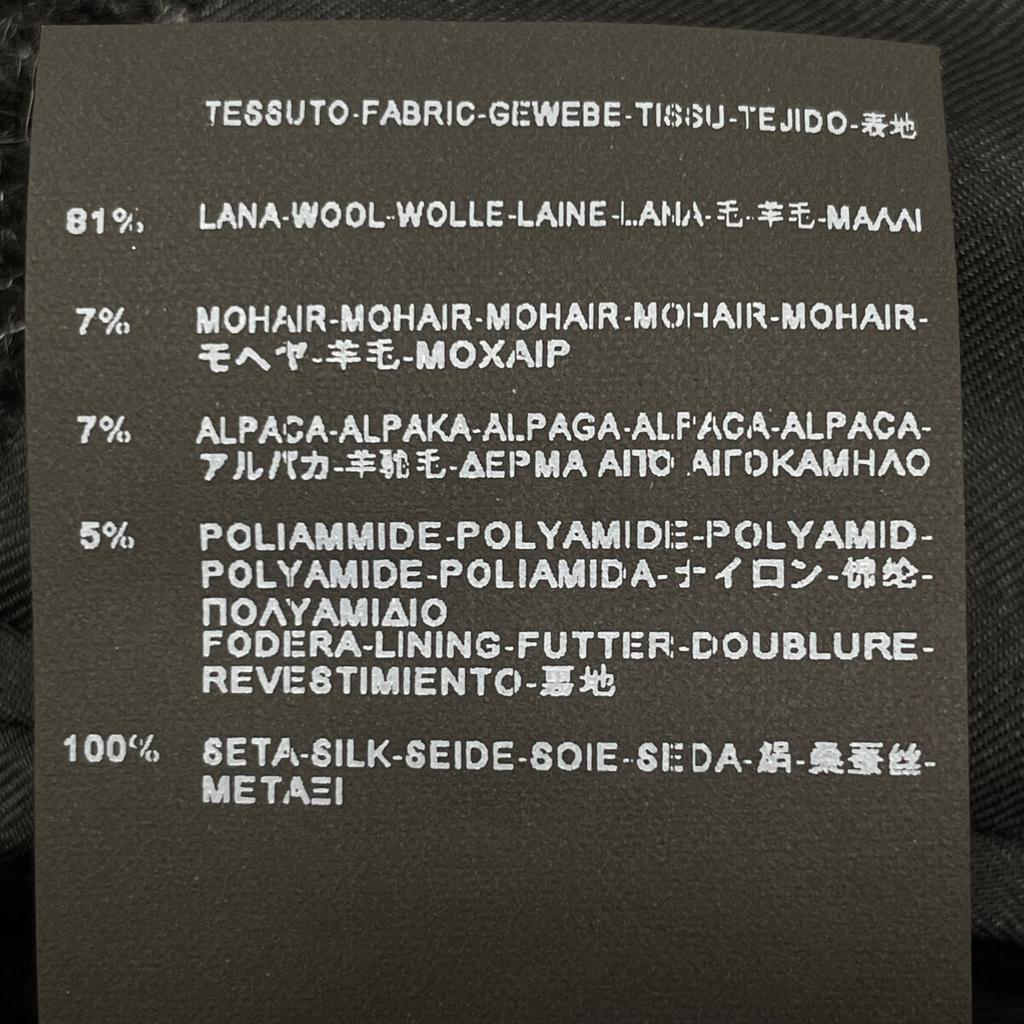 TESSUTO-FABRIC-GEWEBE-TISSU-TEJIDO-表地
81% LANA-WOOL-WOLLE-LAINE-LANA-毛-羊毛-ΜΑΛΛΙ
7% MOHAIR-MOHAIR-MOHAIR-MOHAIR-MOHAIR-
モヘヤ-羊毛-ΜΟΧΑΙΡ
7% ALPACA-ALPAKA-ALPAGA-ALPACA-ALPACA-
アルパカ-羊驼毛-ΔΕΡΜΑ ΑΠΟ ΑΙΓΟΚΑΜΗΛΟ
5% POLIAMMIDE-POLYAMIDE-POLYAMID-
POLYAMIDE-POLIAMIDA-ナイロン-锦纶-
ΠΟΛΥΑΜΙΔΙΟ
FODERA-LINING-FUTTER-DOUBLURE-
REVESTIMIENTO-裏地
100% SETA-SILK-SEIDE-SOIE-SEDA-絹-桑蚕丝-
ΜΕΤΑΞΙ